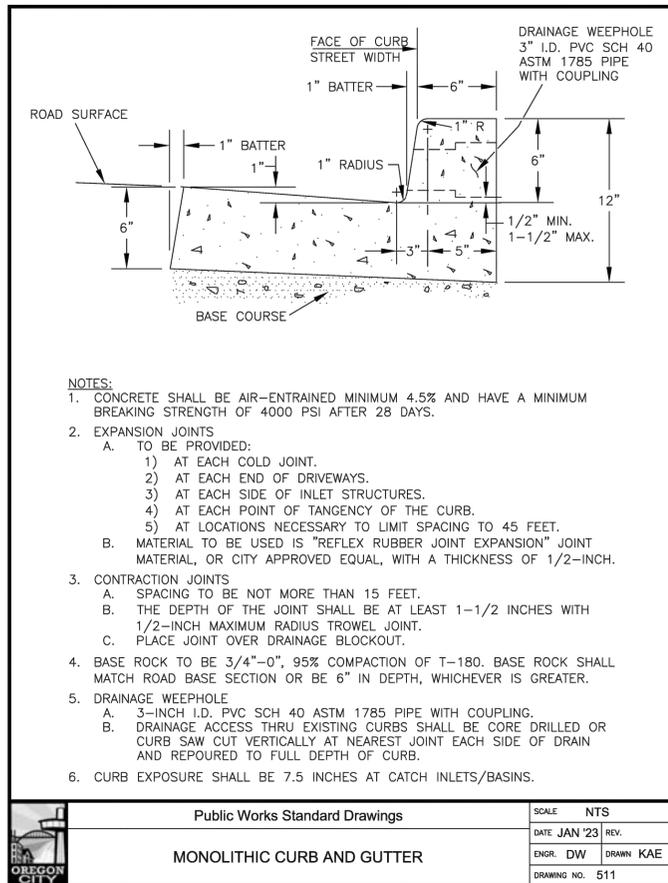 DRAINAGE WEEPHOLE
3" I.D. PVC SCH 40
ASTM 1785 PIPE
WITH COUPLING
FACE OF CURB
STREET WIDTH
1" BATTER
6"
ROAD SURFACE
1" BATTER
1" R
1"
1" RADIUS
6"
12"
6"
1/2" MIN.
1-1/2" MAX.
3"
5"
BASE COURSE
NOTES:
1. CONCRETE SHALL BE AIR-ENTRAINED MINIMUM 4.5% AND HAVE A MINIMUM
BREAKING STRENGTH OF 4000 PSI AFTER 28 DAYS.
2. EXPANSION JOINTS
A. TO BE PROVIDED:
1) AT EACH COLD JOINT.
2) AT EACH END OF DRIVEWAYS.
3) AT EACH SIDE OF INLET STRUCTURES.
4) AT EACH POINT OF TANGENCY OF THE CURB.
5) AT LOCATIONS NECESSARY TO LIMIT SPACING TO 45 FEET.
B. MATERIAL TO BE USED IS "REFLEX RUBBER JOINT EXPANSION" JOINT
MATERIAL, OR CITY APPROVED EQUAL, WITH A THICKNESS OF 1/2-INCH.
3. CONTRACTION JOINTS
A. SPACING TO BE NOT MORE THAN 15 FEET.
B. THE DEPTH OF THE JOINT SHALL BE AT LEAST 1-1/2 INCHES WITH
1/2-INCH MAXIMUM RADIUS TROWEL JOINT.
C. PLACE JOINT OVER DRAINAGE BLOCKOUT.
4. BASE ROCK TO BE 3/4"-0", 95% COMPACTION OF T-180. BASE ROCK SHALL
MATCH ROAD BASE SECTION OR BE 6" IN DEPTH, WHICHEVER IS GREATER.
5. DRAINAGE WEEPHOLE
A. 3-INCH I.D. PVC SCH 40 ASTM 1785 PIPE WITH COUPLING.
B. DRAINAGE ACCESS THRU EXISTING CURBS SHALL BE CORE DRILLED OR
CURB SAW CUT VERTICALLY AT NEAREST JOINT EACH SIDE OF DRAIN
AND REPOURED TO FULL DEPTH OF CURB.
6. CURB EXPOSURE SHALL BE 7.5 INCHES AT CATCH INLETS/BASINS.
OREGON
CITY
Public Works Standard Drawings
MONOLITHIC CURB AND GUTTER
SCALE NTS
DATE JAN '23 REV.
ENGR. DW DRAWN KAE
DRAWING NO. 511